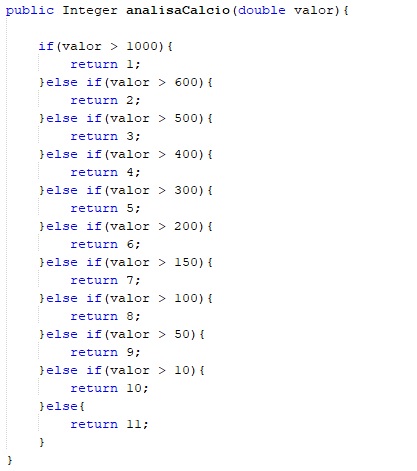 public Integer analisaCalcio(double valor){
if(valor > 1000){
return 1;
}else if(valor > 600){
return 2;
}else if(valor > 500){
return 3;
}else if(valor > 400){
return 4;
}else if(valor > 300){
return 5;
}else if(valor > 200){
return 6;
}else if(valor > 150){
return 7;
}else if(valor > 100){
return 8;
}else if(valor > 50){
return 9;
}else if(valor > 10){
return 10;
}else{
return 11;
}
}